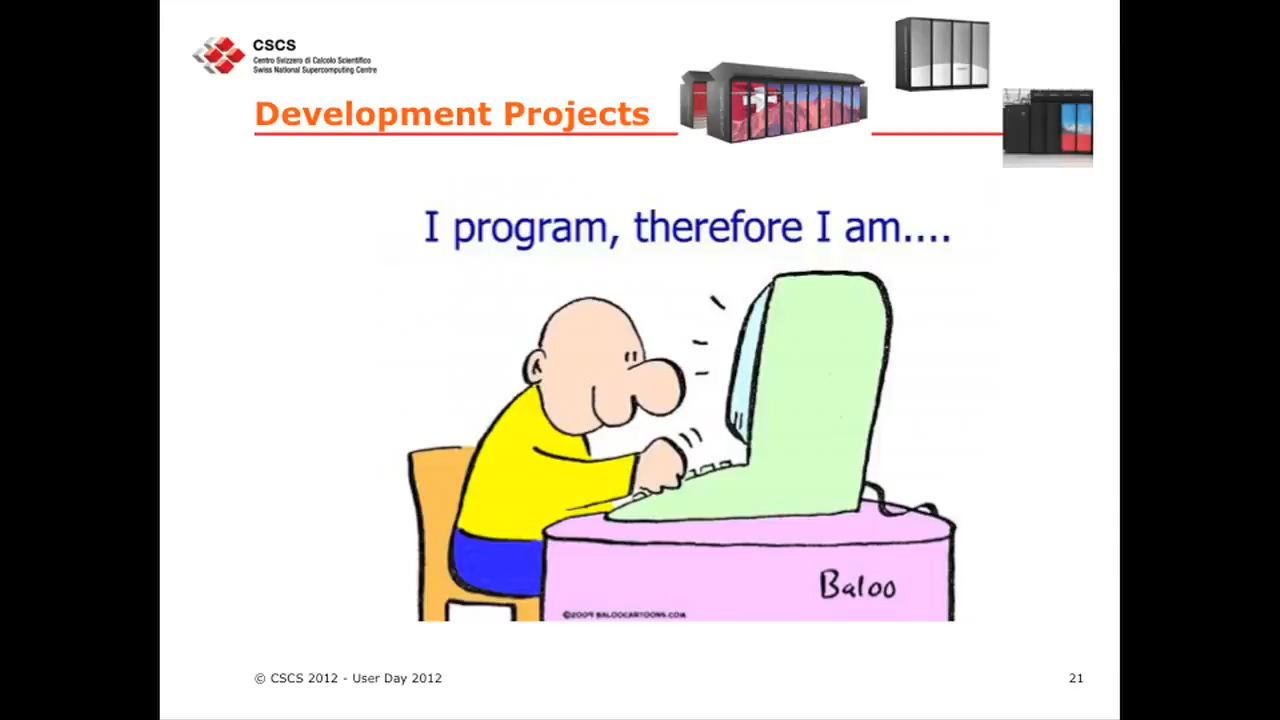 CSCS
Centro Svizzero di Calcolo Scientifico
Swiss National Supercomputing Centre
Development Projects
I program, therefore I am....
Baloo
©2009 BALOOCARTOONS.COM
© CSCS 2012 - User Day 2012
21